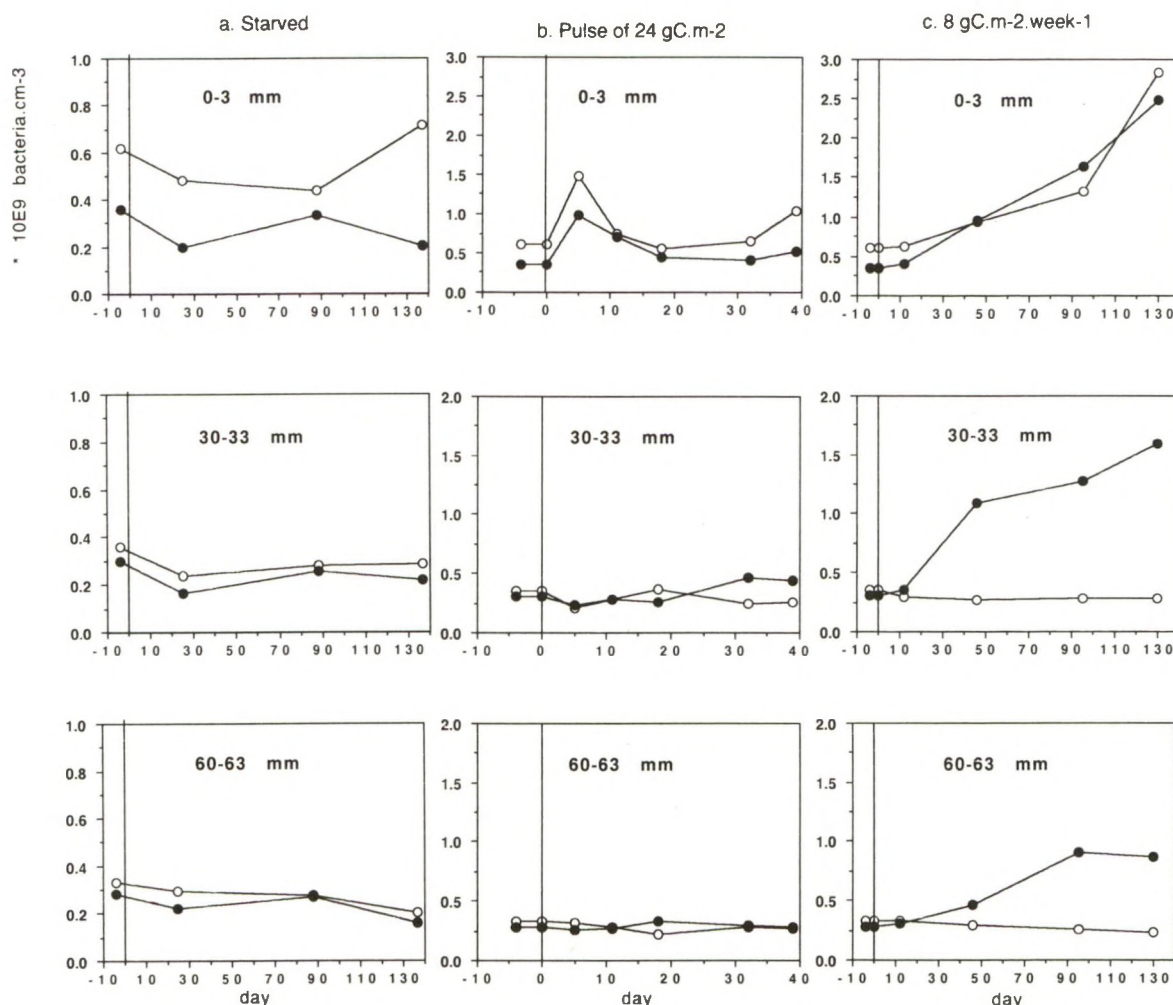 a. Starved
b. Pulse of 24 gC.m-2
c. 8 gC.m-2.week-1
* 10E9 bacteria.cm-3
0-3 mm
1.0
0.8
0.6
0.4
0.2
0.0
-10 10 30 50 70 90 110 130
0-3 mm
3.0
2.5
2.0
1.5
1.0
0.5
0.0
-10 0 10 20 30 40
0-3 mm
3.0
2.5
2.0
1.5
1.0
0.5
0.0
-10 10 30 50 70 90 110 130
30-33 mm
1.0
0.8
0.6
0.4
0.2
0.0
-10 10 30 50 70 90 110 130
30-33 mm
2.0
1.5
1.0
0.5
0.0
-10 0 10 20 30 40
30-33 mm
2.0
1.5
1.0
0.5
0.0
-10 10 30 50 70 90 110 130
60-63 mm
1.0
0.8
0.6
0.4
0.2
0.0
-10 10 30 50 70 90 110 130
day
60-63 mm
2.0
1.5
1.0
0.5
0.0
-10 0 10 20 30 40
day
60-63 mm
2.0
1.5
1.0
0.5
0.0
-10 10 30 50 70 90 110 130
day